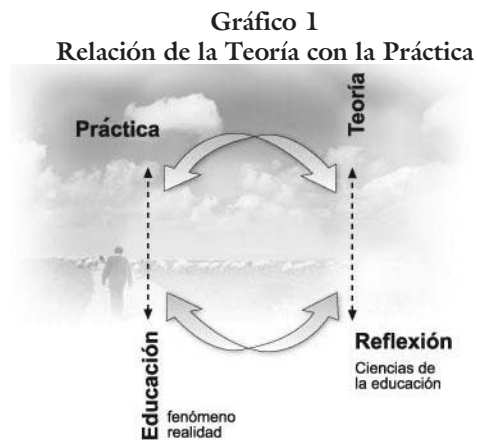 Gráfico 1
Relación de la Teoría con la Práctica
Práctica
Teoría
Educación
fenómeno
realidad
Reflexión
Ciencias de
la educación